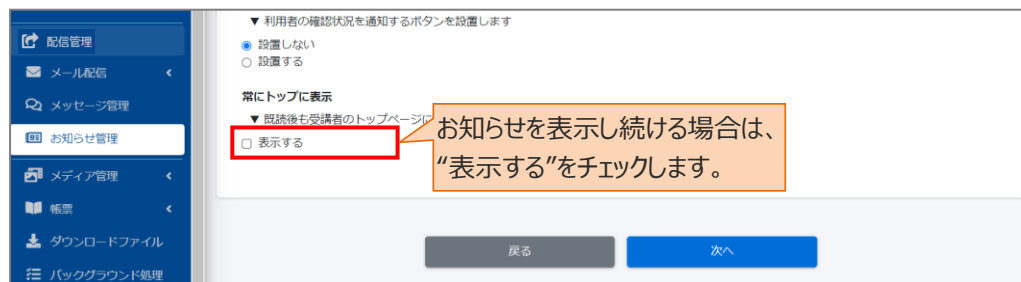 配信管理
メール配信
メッセージ管理
お知らせ管理
メディア管理
帳票
ダウンロードファイル
バックグラウンド処理
▼ 利用者の確認状況を通知するボタンを設置します
設置しない
設置する
常にトップに表示
▼ 既読後も受講者のトップページに
表示する
お知らせを表示し続ける場合は、
“表示する”をチェックします。
戻る
次へ